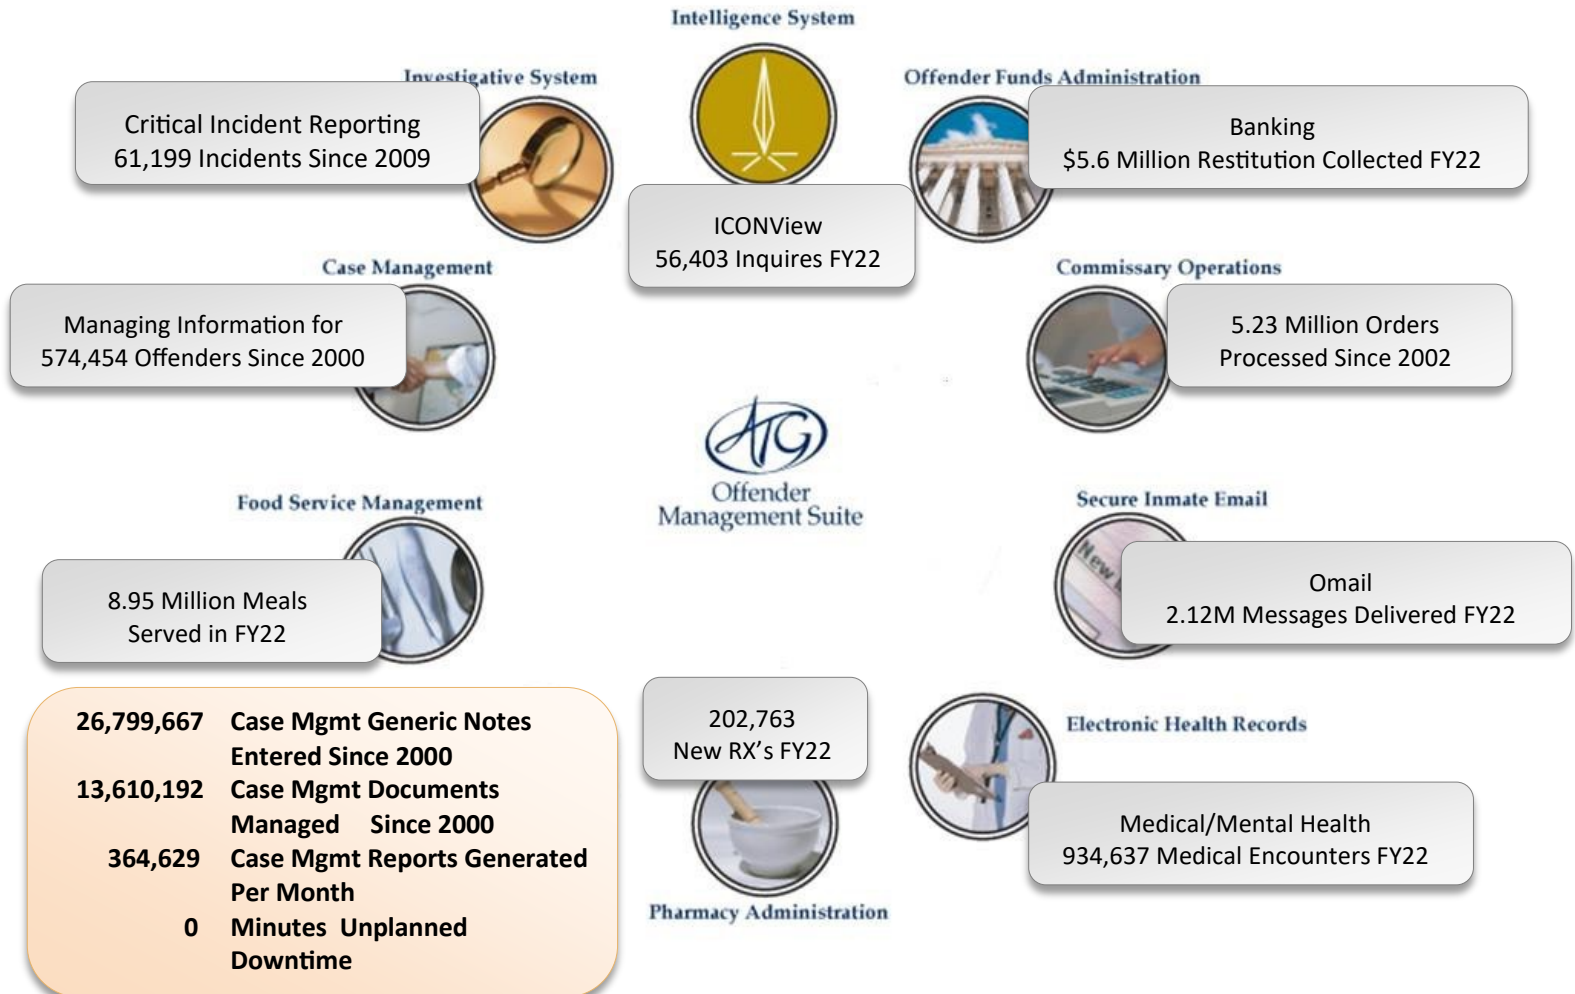 Intelligence System
Investigative System
Critical Incident Reporting
61,199 Incidents Since 2009
Offender Funds Administration
Banking
$5.6 Million Restitution Collected FY22
ICONView
56,403 Inquires FY22
Case Management
Managing Information for
574,454 Offenders Since 2000
Commissary Operations
5.23 Million Orders
Processed Since 2002
ATG
Offender
Management Suite
Food Service Management
8.95 Million Meals
Served in FY22
Secure Inmate Email
New
Omail
2.12M Messages Delivered FY22
26,799,667 Case Mgmt Generic Notes
Entered Since 2000
13,610,192 Case Mgmt Documents
Managed Since 2000
364,629 Case Mgmt Reports Generated
Per Month
0 Minutes Unplanned
Downtime
202,763
New RX’s FY22
Pharmacy Administration
Electronic Health Records
Medical/Mental Health
934,637 Medical Encounters FY22